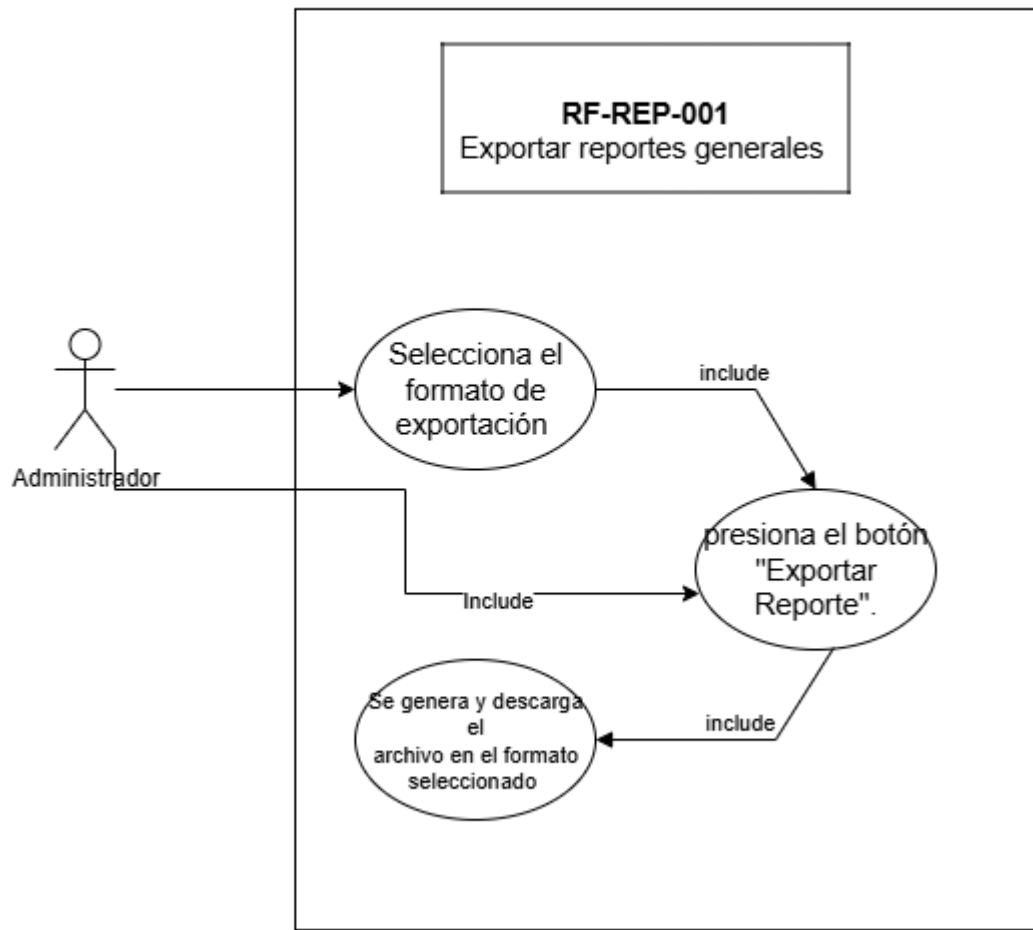 RF-REP-001
Exportar reportes generales
Selecciona el
formato de
exportación
include
Administrador
presiona el botón
"Exportar
Reporte".
Include
Se genera y descarga
el
archivo en el formato
seleccionado
include